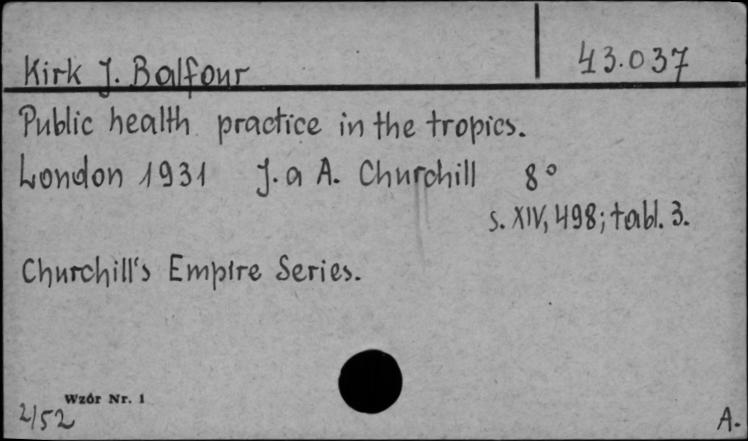 Kirk J. Balfour 43.037
Public health practice in the tropics.
London 1931 J. a A. Churchill 8°
s. XIV, 498; tabl. 3.
Churchill's Empire Series.
Wzór Nr. 1
2/52 A.